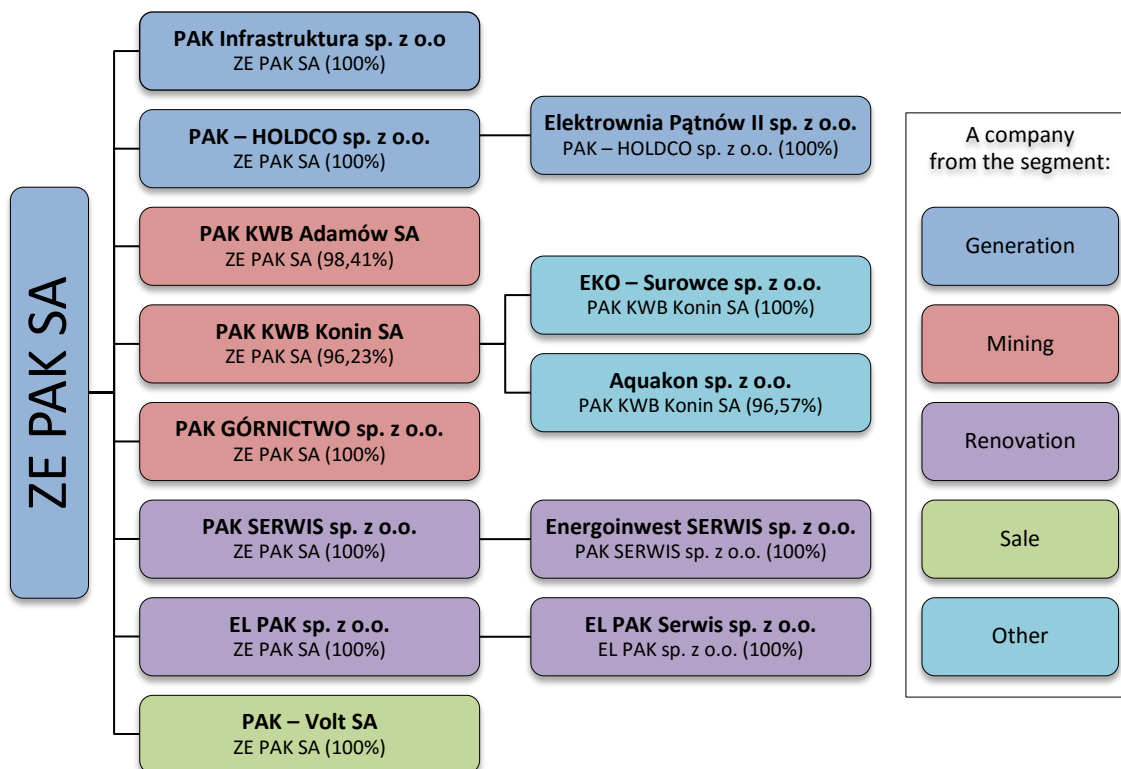 ZE PAK SA
PAK Infrastruktura sp. z o.o
ZE PAK SA (100%)
PAK – HOLDCO sp. z o.o.
ZE PAK SA (100%)
Elektrownia Pątnów II sp. z o.o.
PAK – HOLDCO sp. z o.o. (100%)
PAK KWB Adamów SA
ZE PAK SA (98,41%)
PAK KWB Konin SA
ZE PAK SA (96,23%)
EKO – Surowce sp. z o.o.
PAK KWB Konin SA (100%)
Aquakon sp. z o.o.
PAK KWB Konin SA (96,57%)
PAK GÓRNICTWO sp. z o.o.
ZE PAK SA (100%)
PAK SERWIS sp. z o.o.
ZE PAK SA (100%)
Energoinwest SERWIS sp. z o.o.
PAK SERWIS sp. z o.o. (100%)
EL PAK sp. z o.o.
ZE PAK SA (100%)
EL PAK Serwis sp. z o.o.
EL PAK sp. z o.o. (100%)
PAK – Volt SA
ZE PAK SA (100%)
A company
from the segment:
Generation
Mining
Renovation
Sale
Other